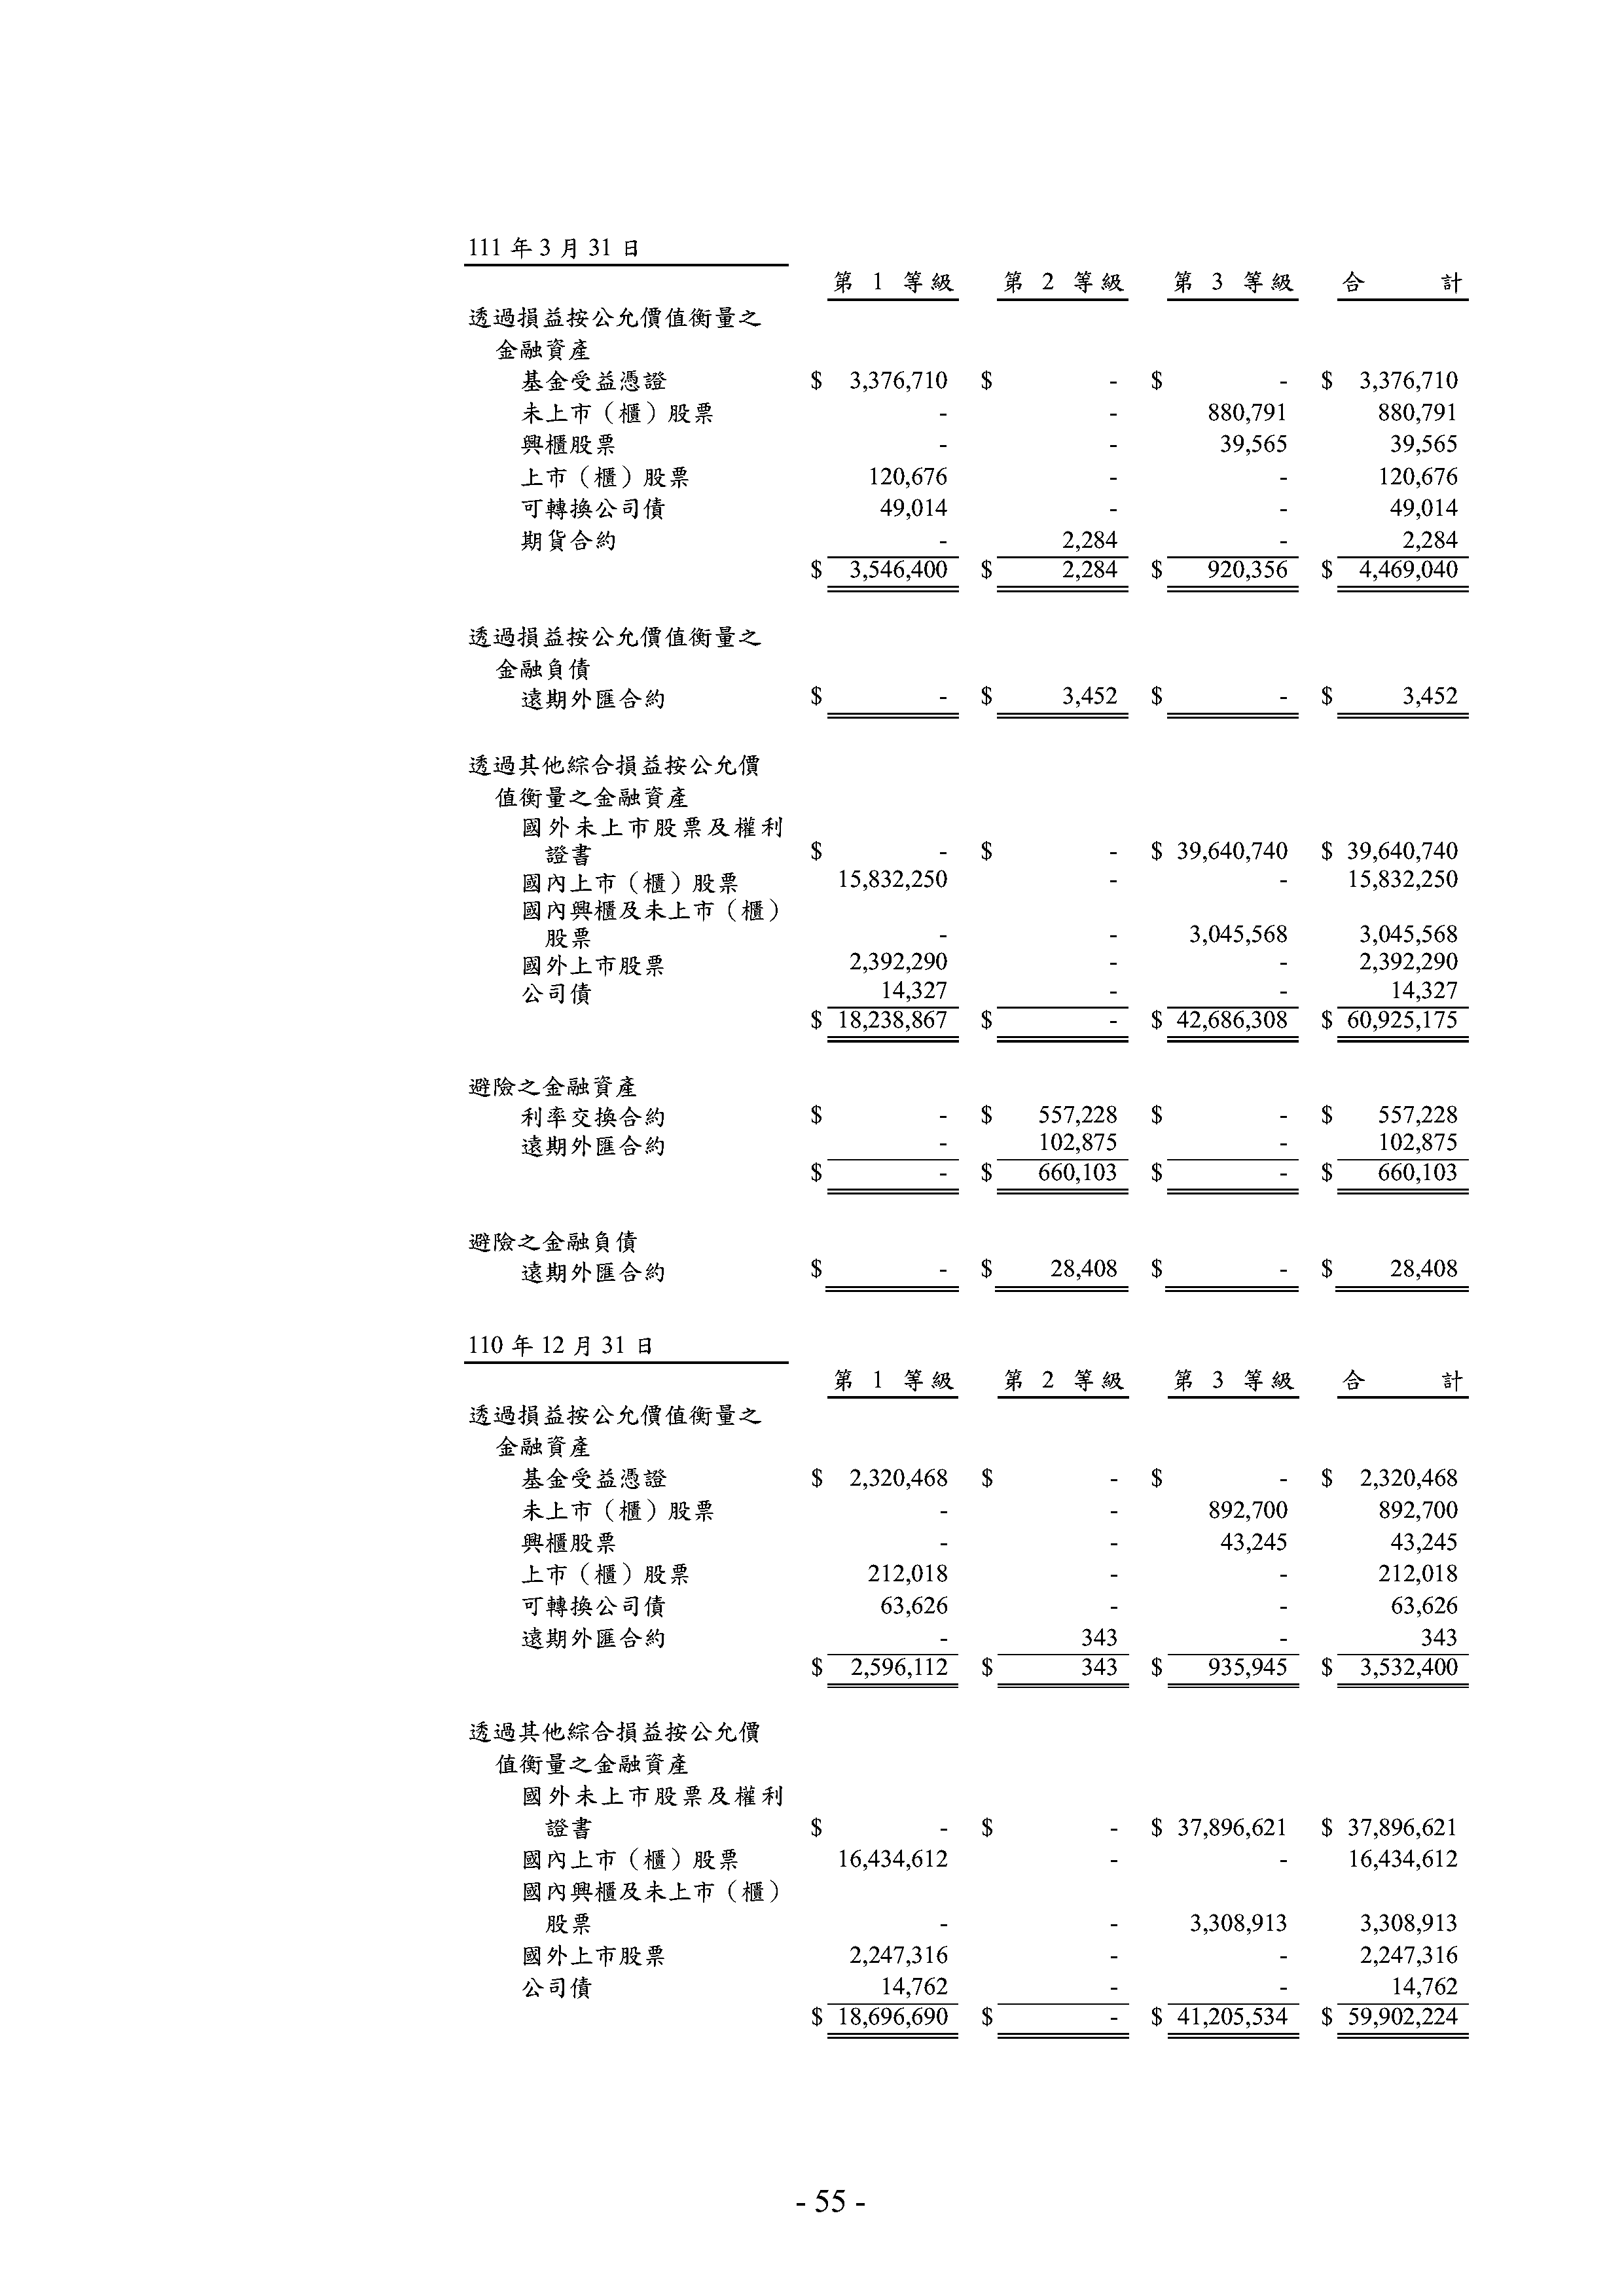 111 年 3 月 31 日
第 1 等級 第 2 等級 第 3 等級 合 計
透過損益按公允價值衡量之
金融資產
基金受益憑證 $ 3,376,710 $ - $ - $ 3,376,710
未上市（櫃）股票 - - 880,791 880,791
興櫃股票 - - 39,565 39,565
上市（櫃）股票 120,676 - - 120,676
可轉換公司債 49,014 - - 49,014
期貨合約 - 2,284 - 2,284
$ 3,546,400 $ 2,284 $ 920,356 $ 4,469,040
透過損益按公允價值衡量之
金融負債
遠期外匯合約 $ - $ 3,452 $ - $ 3,452
透過其他綜合損益按公允價
值衡量之金融資產
國外未上市股票及權利
證書 $ - $ - $ 39,640,740 $ 39,640,740
國內上市（櫃）股票 15,832,250 - - 15,832,250
國內興櫃及未上市（櫃）
股票 - - 3,045,568 3,045,568
國外上市股票 2,392,290 - - 2,392,290
公司債 14,327 - - 14,327
$ 18,238,867 $ - $ 42,686,308 $ 60,925,175
避險之金融資產
利率交換合約 $ - $ 557,228 $ - $ 557,228
遠期外匯合約 - 102,875 - 102,875
$ - $ 660,103 $ - $ 660,103
避險之金融負債
遠期外匯合約 $ - $ 28,408 $ - $ 28,408
110 年 12 月 31 日
第 1 等級 第 2 等級 第 3 等級 合 計
透過損益按公允價值衡量之
金融資產
基金受益憑證 $ 2,320,468 $ - $ - $ 2,320,468
未上市（櫃）股票 - - 892,700 892,700
興櫃股票 - - 43,245 43,245
上市（櫃）股票 212,018 - - 212,018
可轉換公司債 63,626 - - 63,626
遠期外匯合約 - 343 - 343
$ 2,596,112 $ 343 $ 935,945 $ 3,532,400
透過其他綜合損益按公允價
值衡量之金融資產
國外未上市股票及權利
證書 $ - $ - $ 37,896,621 $ 37,896,621
國內上市（櫃）股票 16,434,612 - - 16,434,612
國內興櫃及未上市（櫃）
股票 - - 3,308,913 3,308,913
國外上市股票 2,247,316 - - 2,247,316
公司債 14,762 - - 14,762
$ 18,696,690 $ - $ 41,205,534 $ 59,902,224
- 55 -